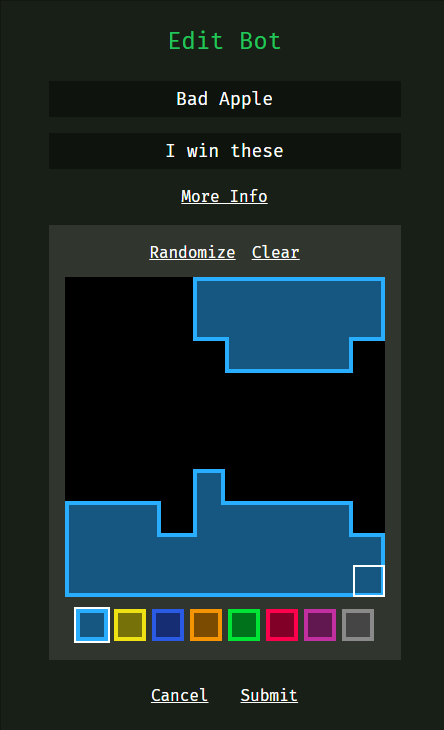 Edit Bot
Bad Apple
I win these
More Info
Randomize Clear
Cancel Submit